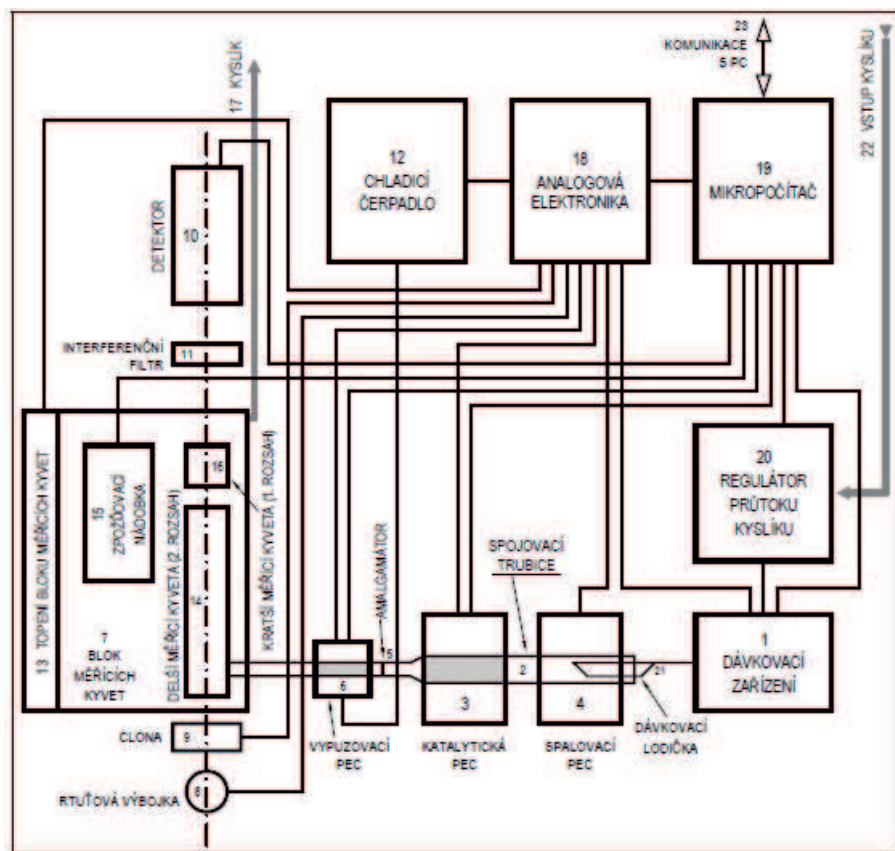 23
KOMUNIKACE
S PC
17 KYSLÍK
22 VSTUP KYSLÍKU
12
CHLADICÍ
ČERPADLO
18
ANALOGOVÁ
ELEKTRONIKA
19
MIKROPOČÍTAČ
DETEKTOR
10
INTERFERENČNÍ
FILTR
11
13 TOPENÍ BLOKU MĚŘÍCÍCH KYVET
15
ZPOŽĎOVACÍ
NÁDOBKA
16
KRATŠÍ MĚŘICÍ KYVETA (1. ROZSAH)
DELŠÍ MĚŘICÍ KYVETA (2. ROZSAH)
14
7
BLOK
MĚŘÍCÍCH
KYVET
20
REGULÁTOR
PRŮTOKU
KYSLÍKU
SPOJOVACÍ
TRUBICE
AMALGAMÁTOR
5
6
3
2
4
21
1
DÁVKOVACÍ
ZAŘÍZENÍ
CLONA
9
VYPUZOVACÍ
PEC
KATALYTICKÁ
PEC
SPALOVACÍ
PEC
DÁVKOVACÍ
LODIČKA
RTUŤOVÁ VÝBOJKA
8